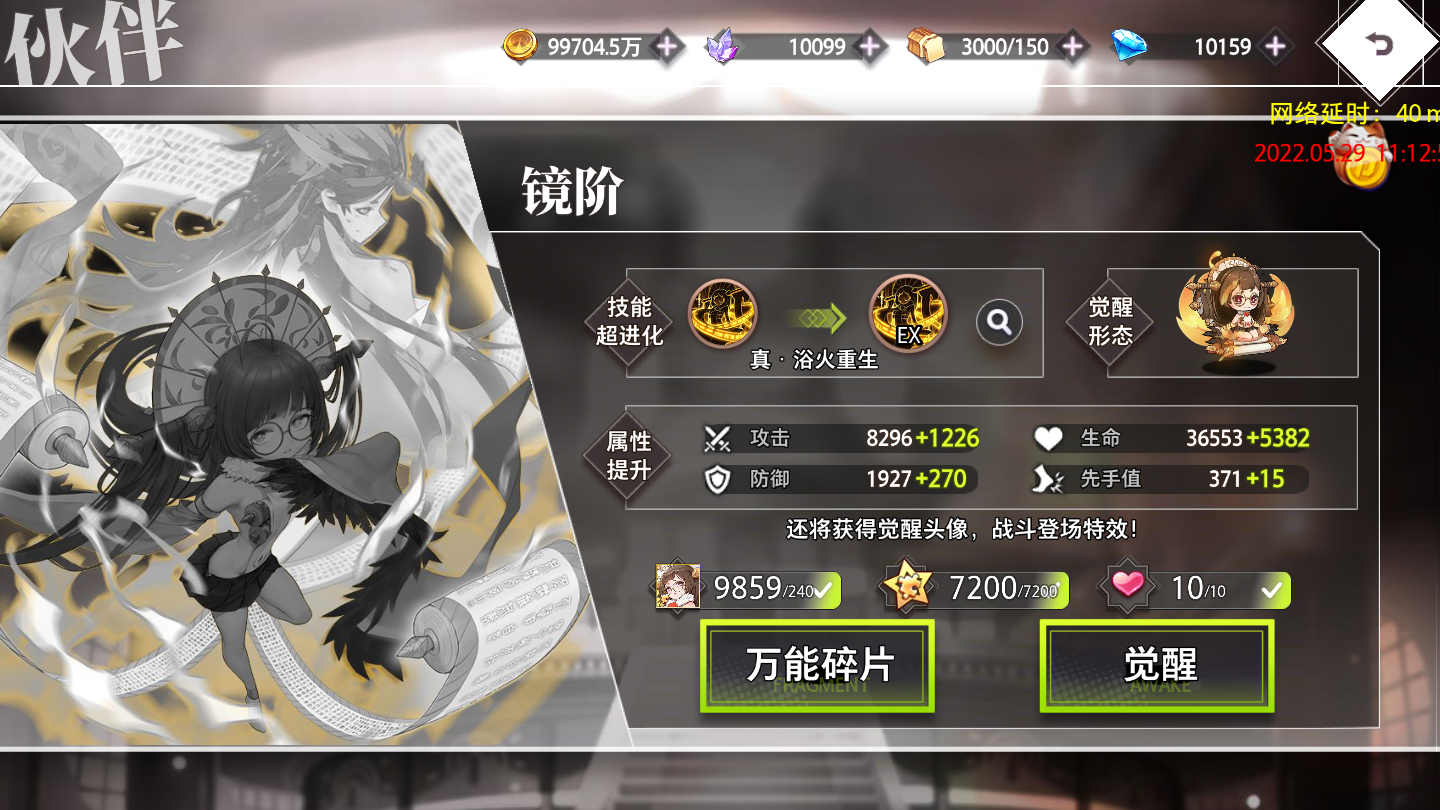 伙伴
99704.5万
10099
3000/150
10159
网络延时: 40 m
2022.05.29 11:12:5
镜阶
技能
超进化
EX
真 · 浴火重生
觉醒
形态
属性
提升
攻击 8296+1226
生命 36553+5382
防御 1927+270
先手值 371+15
还将获得觉醒头像，战斗登场特效！
9859/240
7200/7200
10/10
万能碎片
FRAGMENT
觉醒
AWAKE